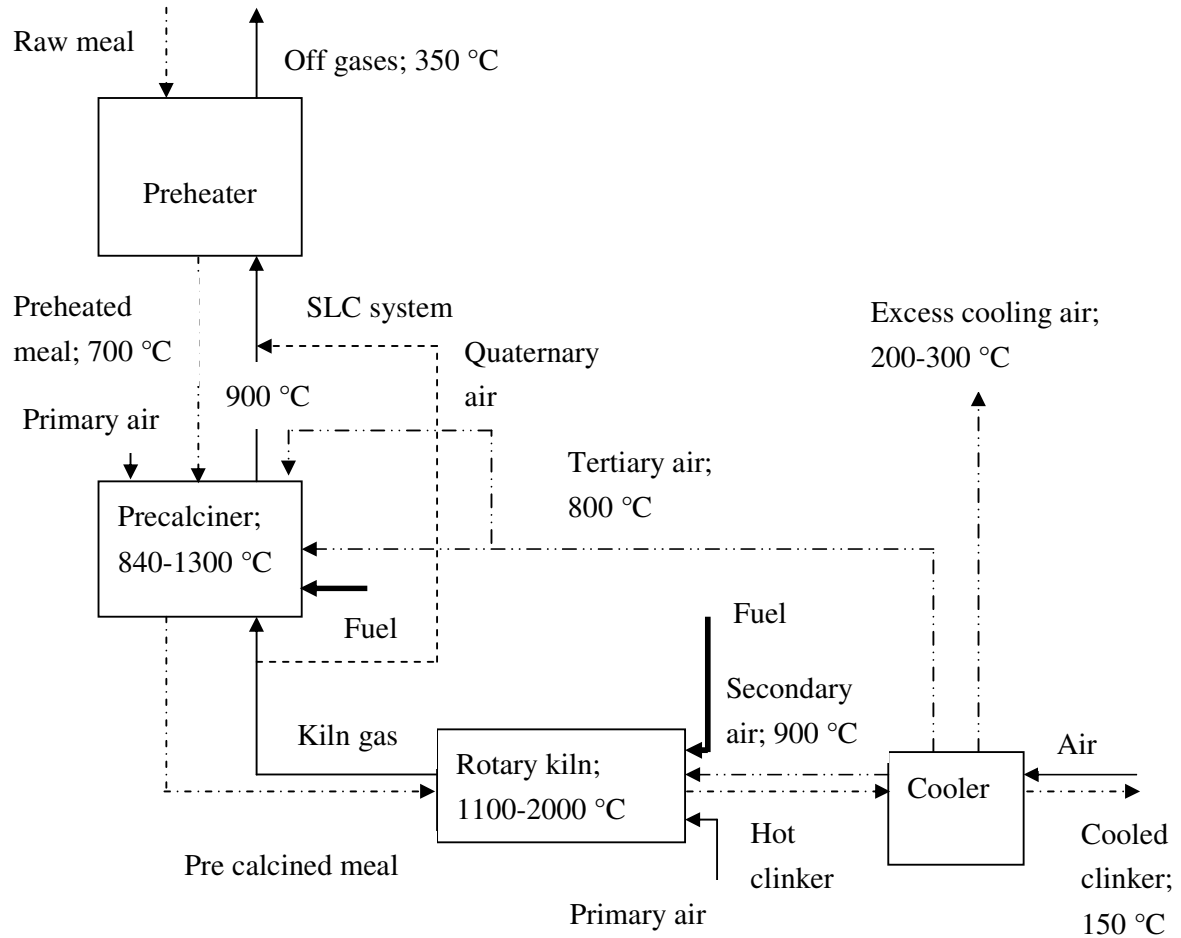 Raw meal
Off gases; 350 °C
Preheater
Preheated
meal; 700 °C
SLC system
Quaternary
air
Excess cooling air;
200-300 °C
900 °C
Primary air
Tertiary air;
800 °C
Precalciner;
840-1300 °C
Fuel
Fuel
Secondary
air; 900 °C
Kiln gas
Air
Rotary kiln;
1100-2000 °C
Cooler
Pre calcined meal
Hot
clinker
Cooled
clinker;
150 °C
Primary air